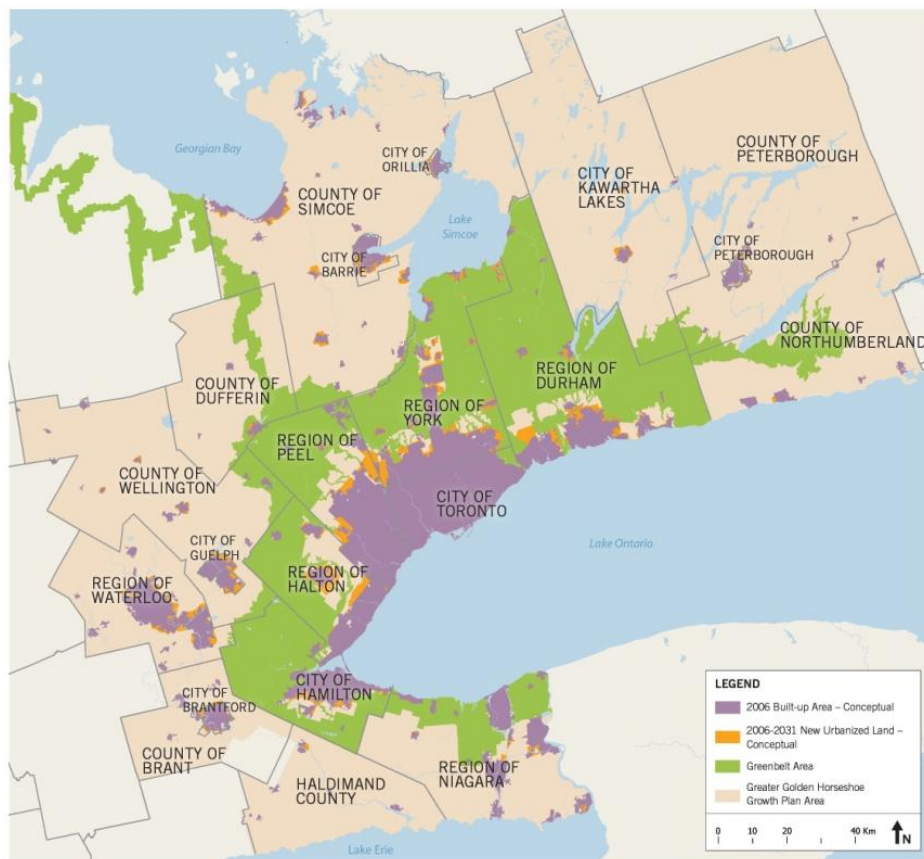 Georgian Bay
CITY OF
ORILLIA
COUNTY OF
SIMCOE
Lake
Simcoe
CITY OF
BARRIE
CITY OF
KAWARTHA
LAKES
COUNTY OF
PETERBOROUGH
CITY OF
PETERBOROUGH
COUNTY OF
NORTHUMBERLAND
COUNTY OF
DUFFERIN
REGION OF
DURHAM
REGION OF
YORK
REGION OF
PEEL
COUNTY OF
WELLINGTON
CITY OF
TORONTO
Lake Ontario
CITY OF
GUELPH
REGION OF
WATERLOO
REGION OF
HALTON
CITY OF
HAMILTON
CITY OF
BRANTFORD
COUNTY OF
BRANT
HALDIMAND
COUNTY
REGION OF
NIAGARA
Lake Erie
LEGEND
2006 Built-up Area – Conceptual
2006-2031 New Urbanized Land –
Conceptual
Greenbelt Area
Greater Golden Horseshoe
Growth Plan Area
0 10 20 40 Km
N